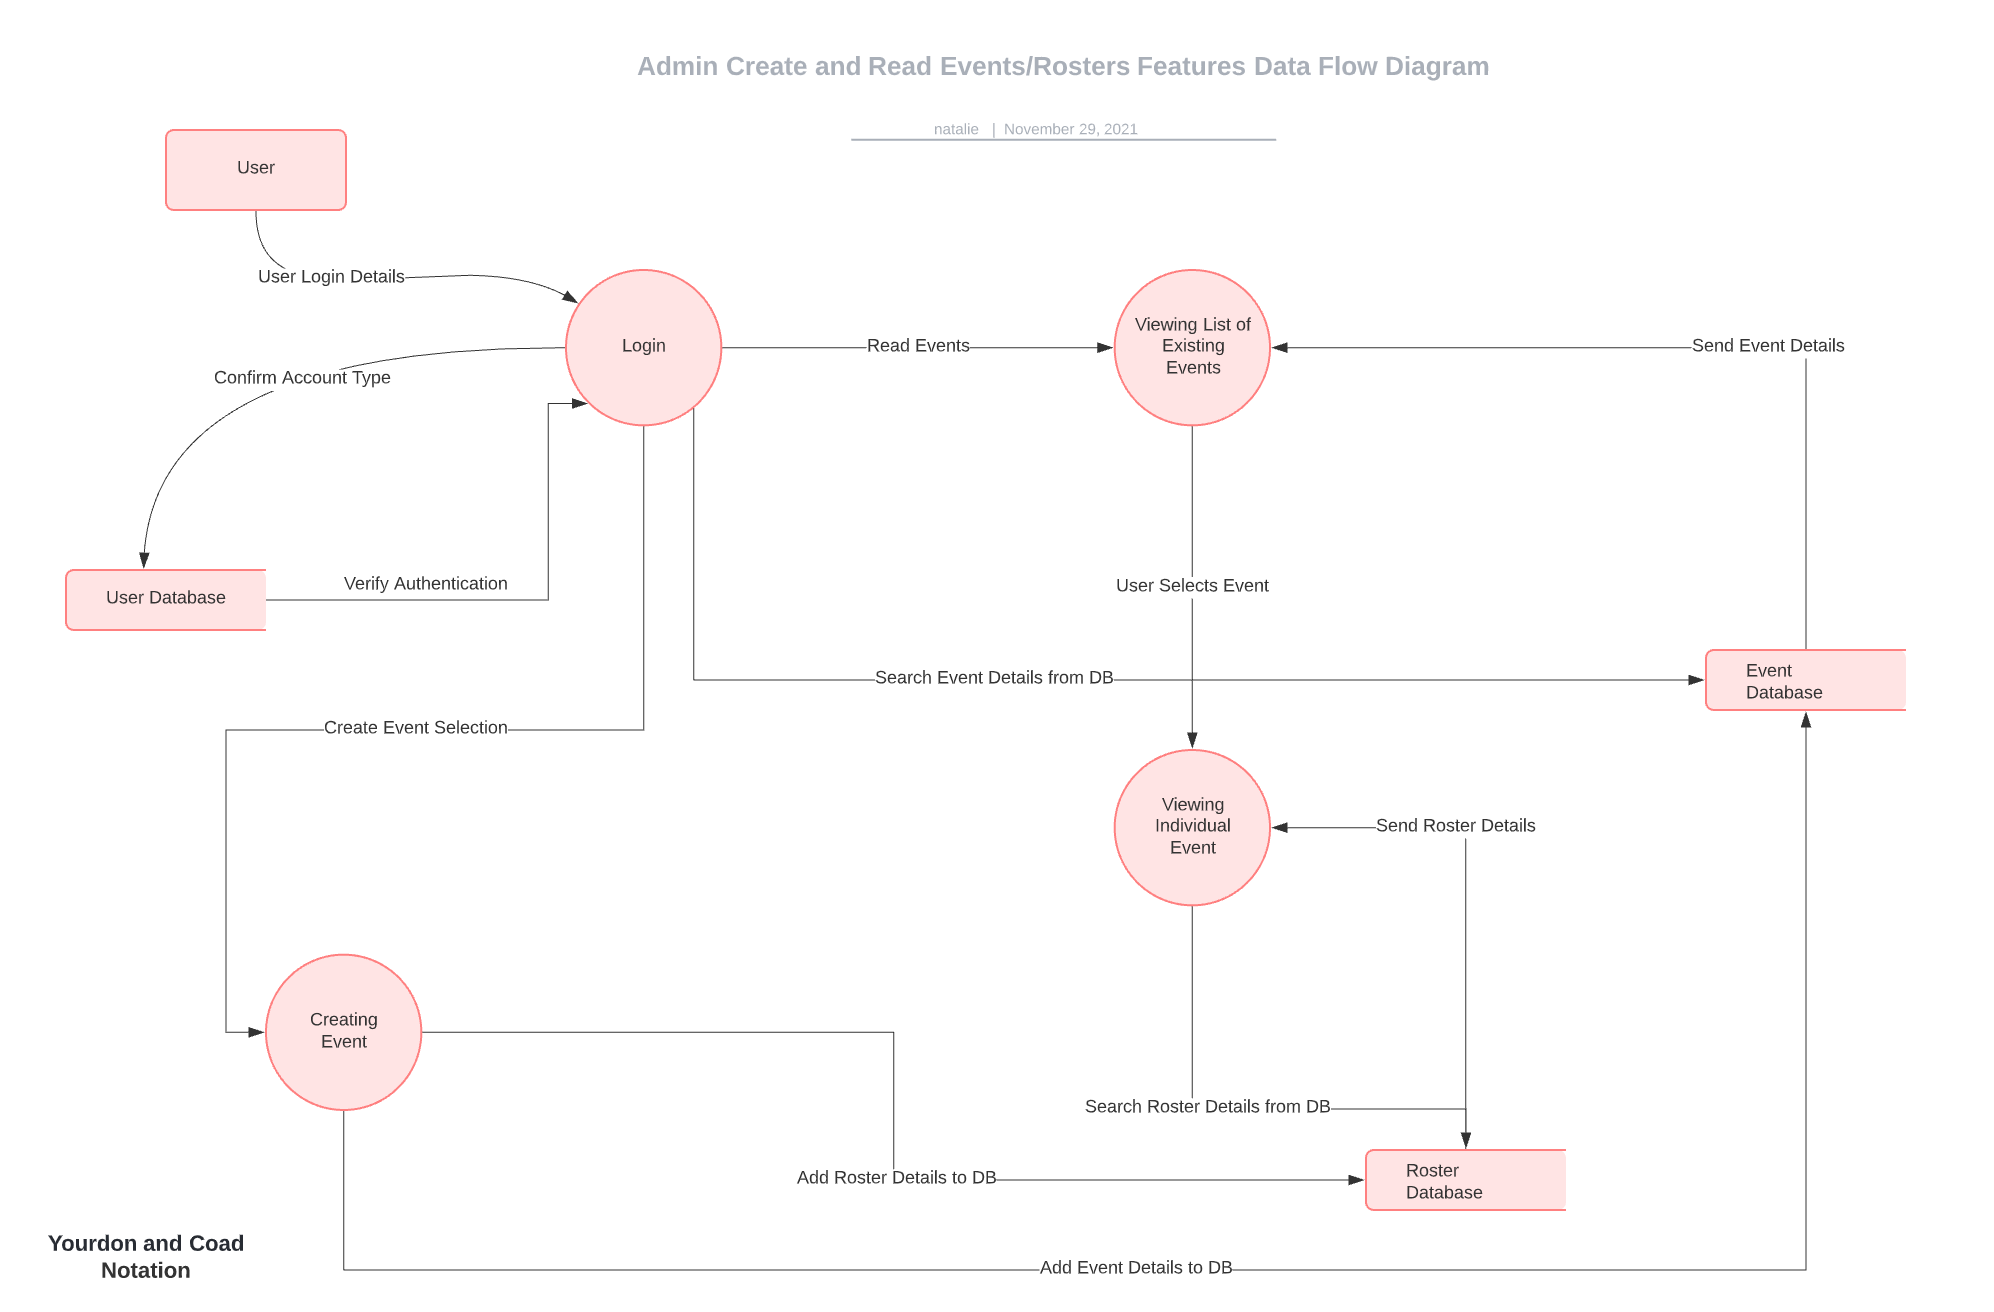 Admin Create and Read Events/Rosters Features Data Flow Diagram
natalie | November 29, 2021
User
User Login Details
Login
Read Events
Viewing List of
Existing
Events
Send Event Details
Confirm Account Type
User Database
Verify Authentication
User Selects Event
Search Event Details from DB
Event
Database
Create Event Selection
Viewing
Individual
Event
Send Roster Details
Creating
Event
Search Roster Details from DB
Add Roster Details to DB
Roster
Database
Yourdon and Coad
Notation
Add Event Details to DB